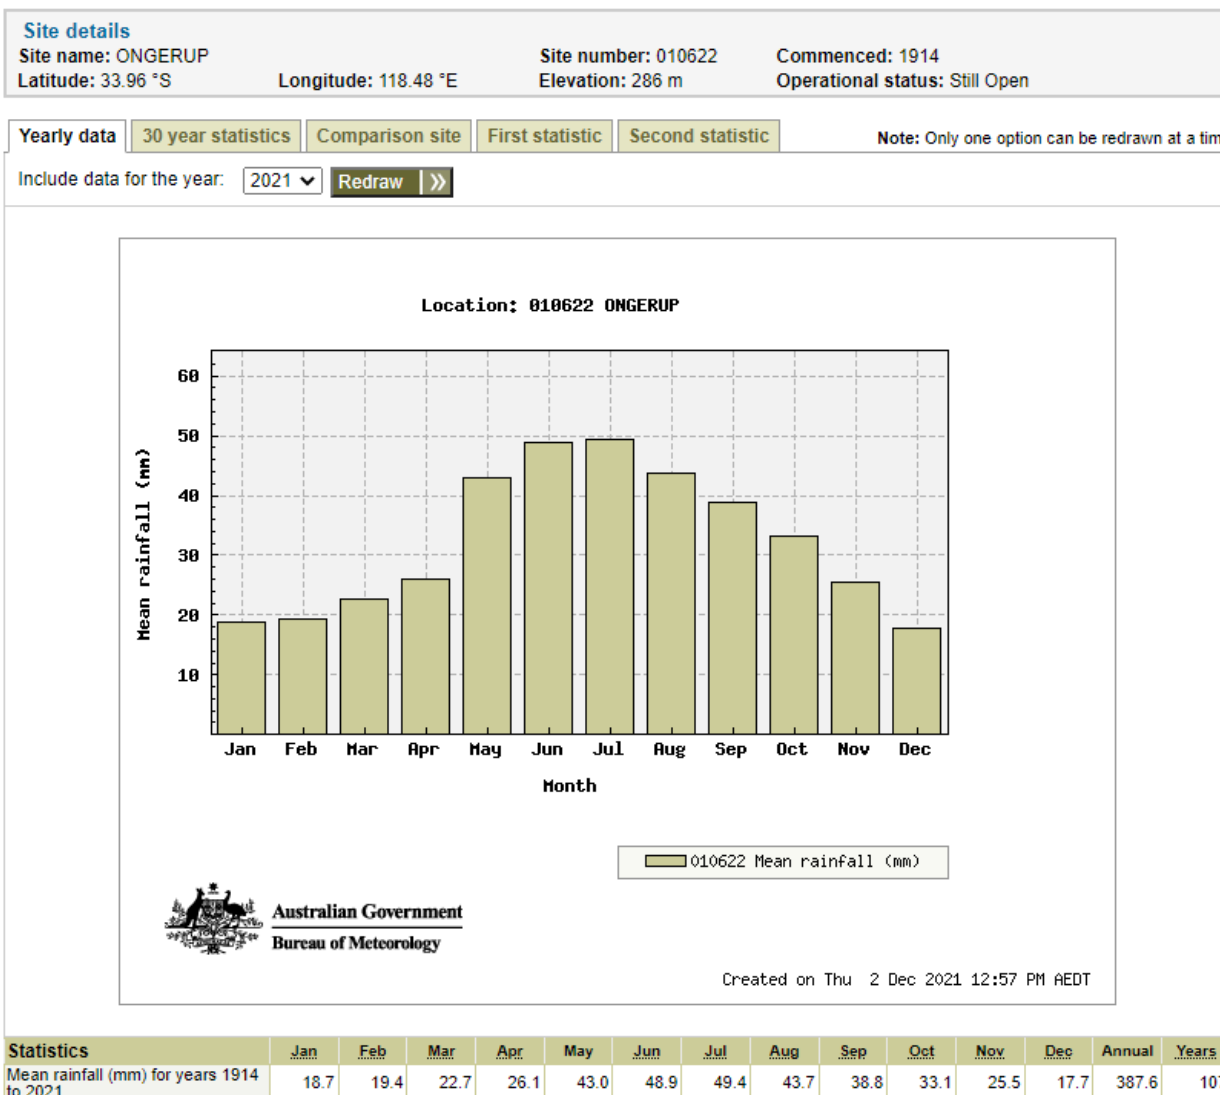 Site details
Site name: ONGERUP Site number: 010622 Commenced: 1914
Latitude: 33.96 °S Longitude: 118.48 °E Elevation: 286 m Operational status: Still Open
Yearly data 30 year statistics Comparison site First statistic Second statistic Note: Only one option can be redrawn at a tim
Include data for the year: 2021 Redraw
Location: 010622 ONGERUP
Mean rainfall (mm)
60
50
40
30
20
10
Jan Feb Mar Apr May Jun Jul Aug Sep Oct Nov Dec
Month
010622 Mean rainfall (mm)
Australian Government
Bureau of Meteorology
Created on Thu 2 Dec 2021 12:57 PM AEDT
Statistics Jan Feb Mar Apr May Jun Jul Aug Sep Oct Nov Dec Annual Years
Mean rainfall (mm) for years 1914 18.7 19.4 22.7 26.1 43.0 48.9 49.4 43.7 38.8 33.1 25.5 17.7 387.6
to 2021